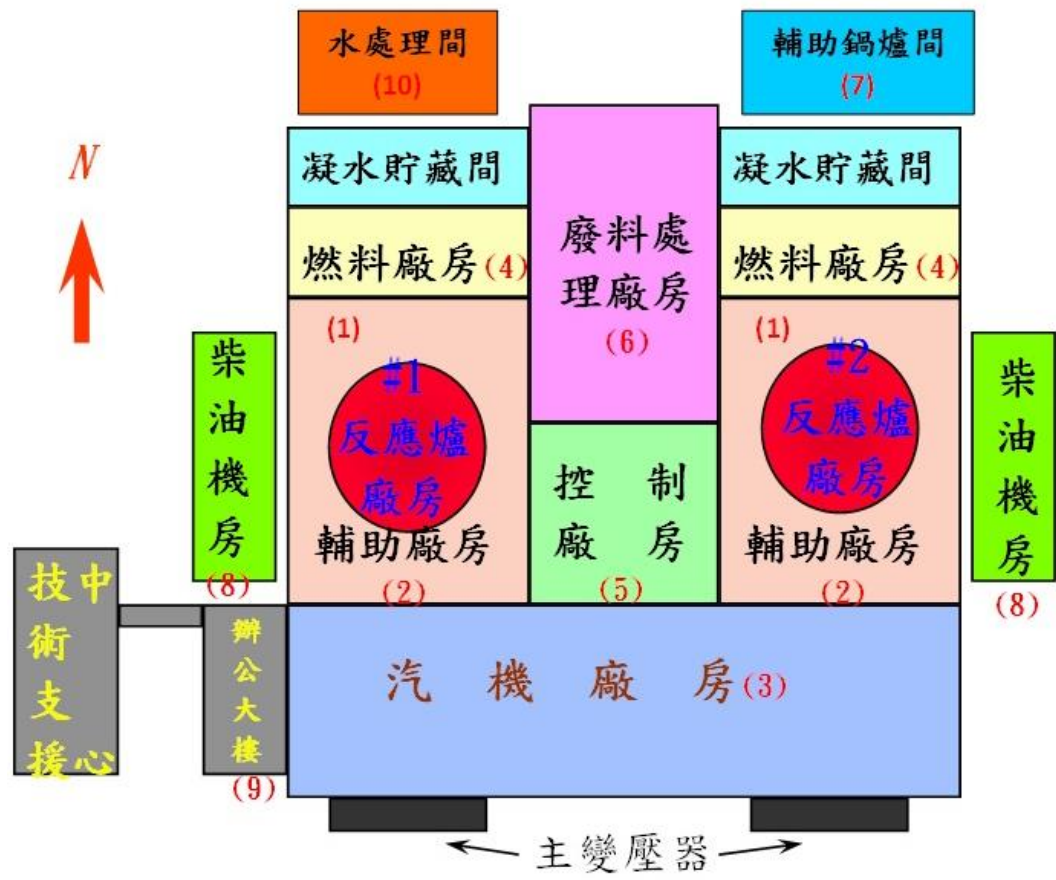 水處理間
(10)
輔助鍋爐間
(7)
N
凝水貯藏間
凝水貯藏間
燃料廠房(4)
廢料處
理廠房
(6)
燃料廠房(4)
(1)
#1
反應爐
廠房
輔助廠房
(2)
(1)
#2
反應爐
廠房
輔助廠房
(2)
柴油機房
(8)
控制
廠房
(5)
柴油機房
(8)
技術支援中心
辦公大樓
(9)
汽機廠房(3)
主變壓器